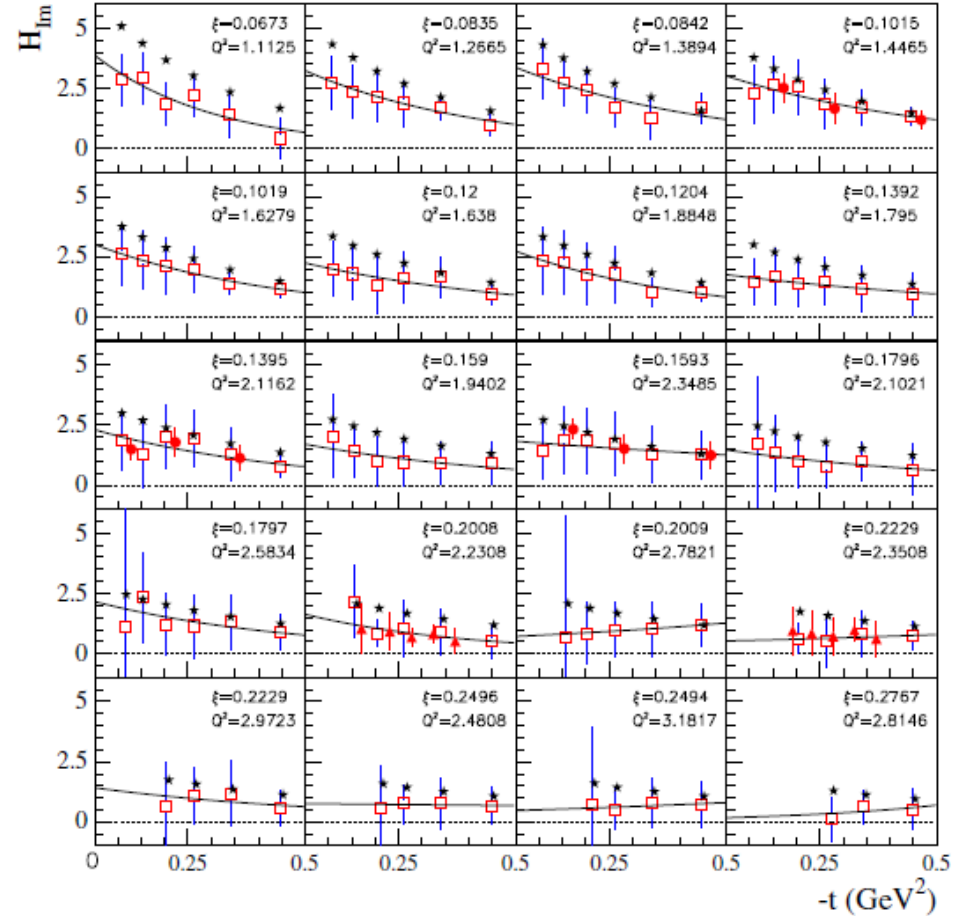 H_Im
ξ=0.0673
Q²=1.1125
ξ=0.0835
Q²=1.2665
ξ=0.0842
Q²=1.3894
ξ=0.1015
Q²=1.4465
5
2.5
0
ξ=0.1019
Q²=1.6279
ξ=0.12
Q²=1.638
ξ=0.1204
Q²=1.8848
ξ=0.1392
Q²=1.795
5
2.5
0
ξ=0.1395
Q²=2.1162
ξ=0.159
Q²=1.9402
ξ=0.1593
Q²=2.3485
ξ=0.1796
Q²=2.1021
5
2.5
0
ξ=0.1797
Q²=2.5834
ξ=0.2008
Q²=2.2308
ξ=0.2009
Q²=2.7821
ξ=0.2229
Q²=2.3508
5
2.5
0
ξ=0.2229
Q²=2.9723
ξ=0.2496
Q²=2.4808
ξ=0.2494
Q²=3.1817
ξ=0.2767
Q²=2.8146
5
2.5
0
0 0.25 0.5 0.25 0.5 0.25 0.5 0.25 0.5
-t (GeV²)